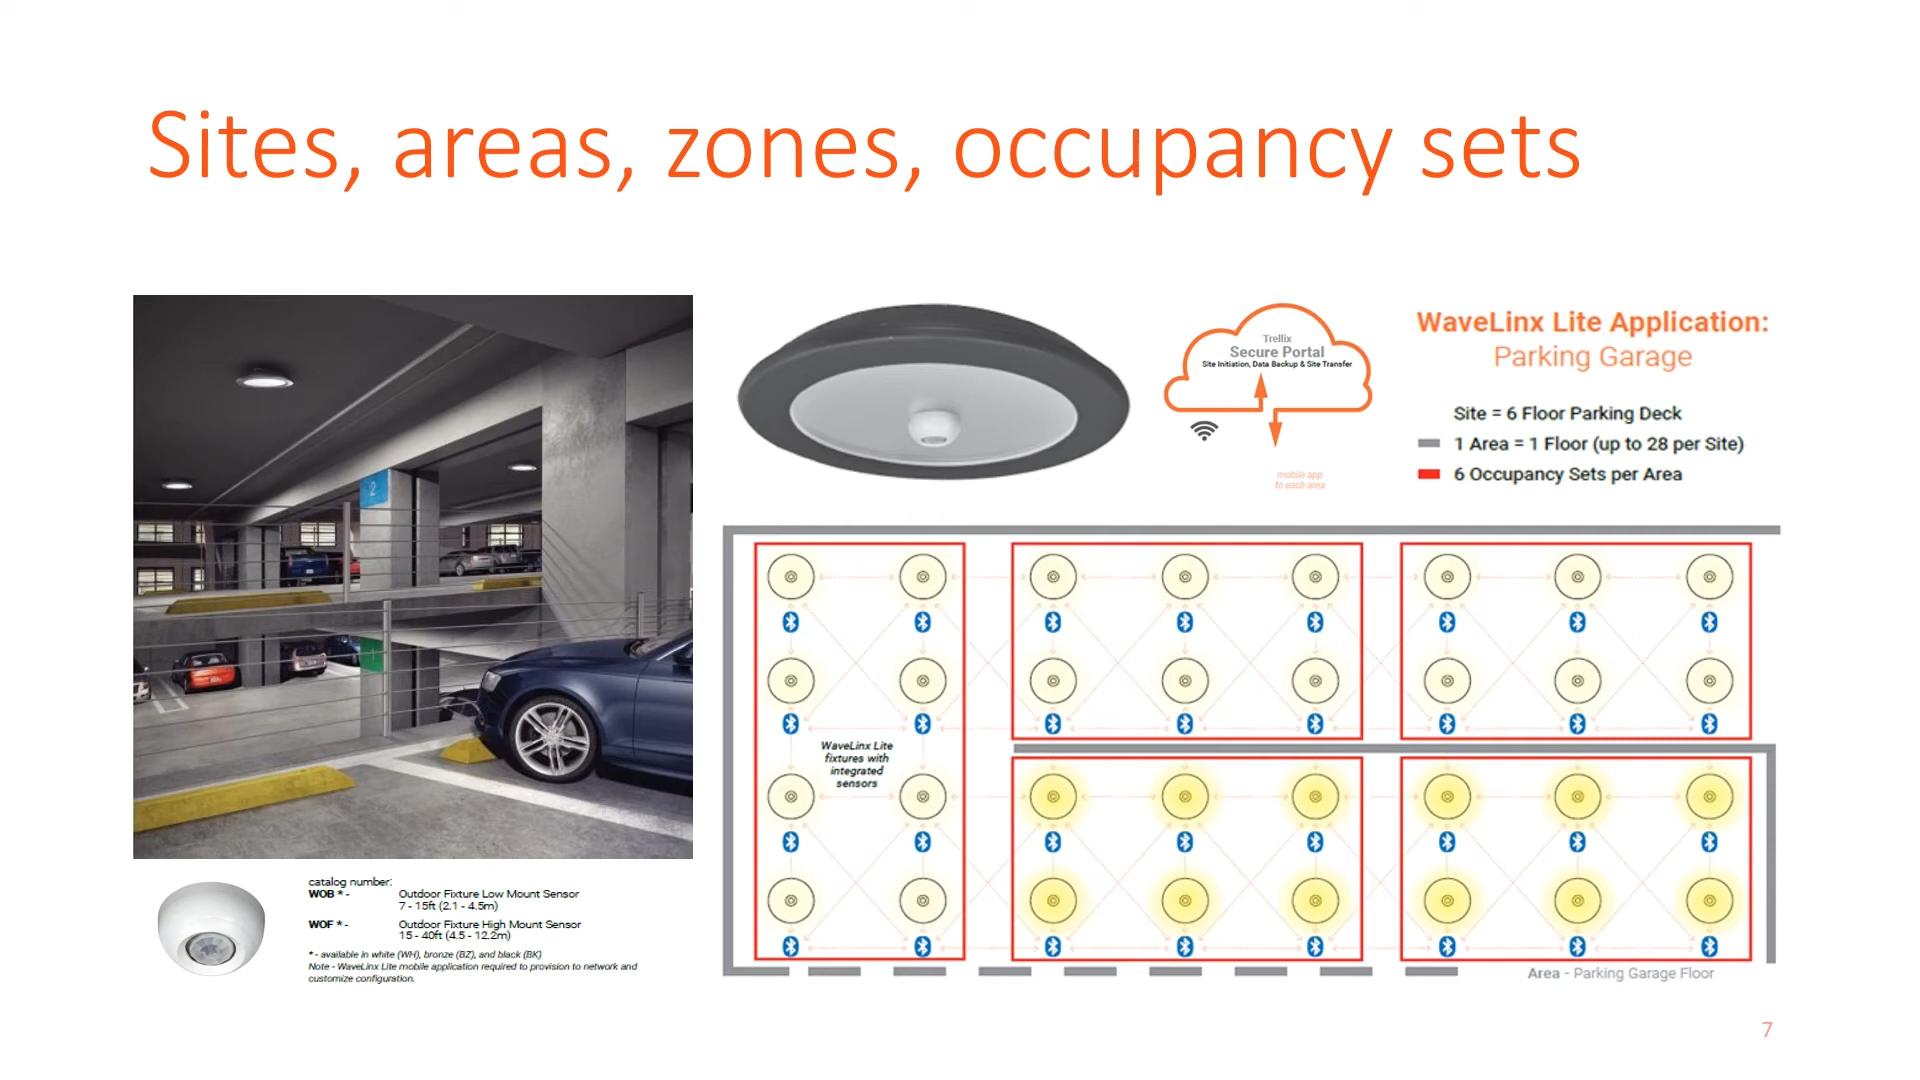 Sites, areas, zones, occupancy sets
2
1
Trellix
Secure Portal
Site Initiation, Data Backup & Site Transfer
mobile app
to each area
WaveLinx Lite Application:
Parking Garage
Site = 6 Floor Parking Deck
1 Area = 1 Floor (up to 28 per Site)
6 Occupancy Sets per Area
WaveLinx Lite
fixtures with
integrated
sensors
Area - Parking Garage Floor
catalog number:
WOB * - Outdoor Fixture Low Mount Sensor
7 - 15ft (2.1 - 4.5m)
WOF * - Outdoor Fixture High Mount Sensor
15 - 40ft (4.5 - 12.2m)
* - available in white (WH), bronze (BZ), and black (BK)
Note - WaveLinx Lite mobile application required to provision to network and
customize configuration.
7